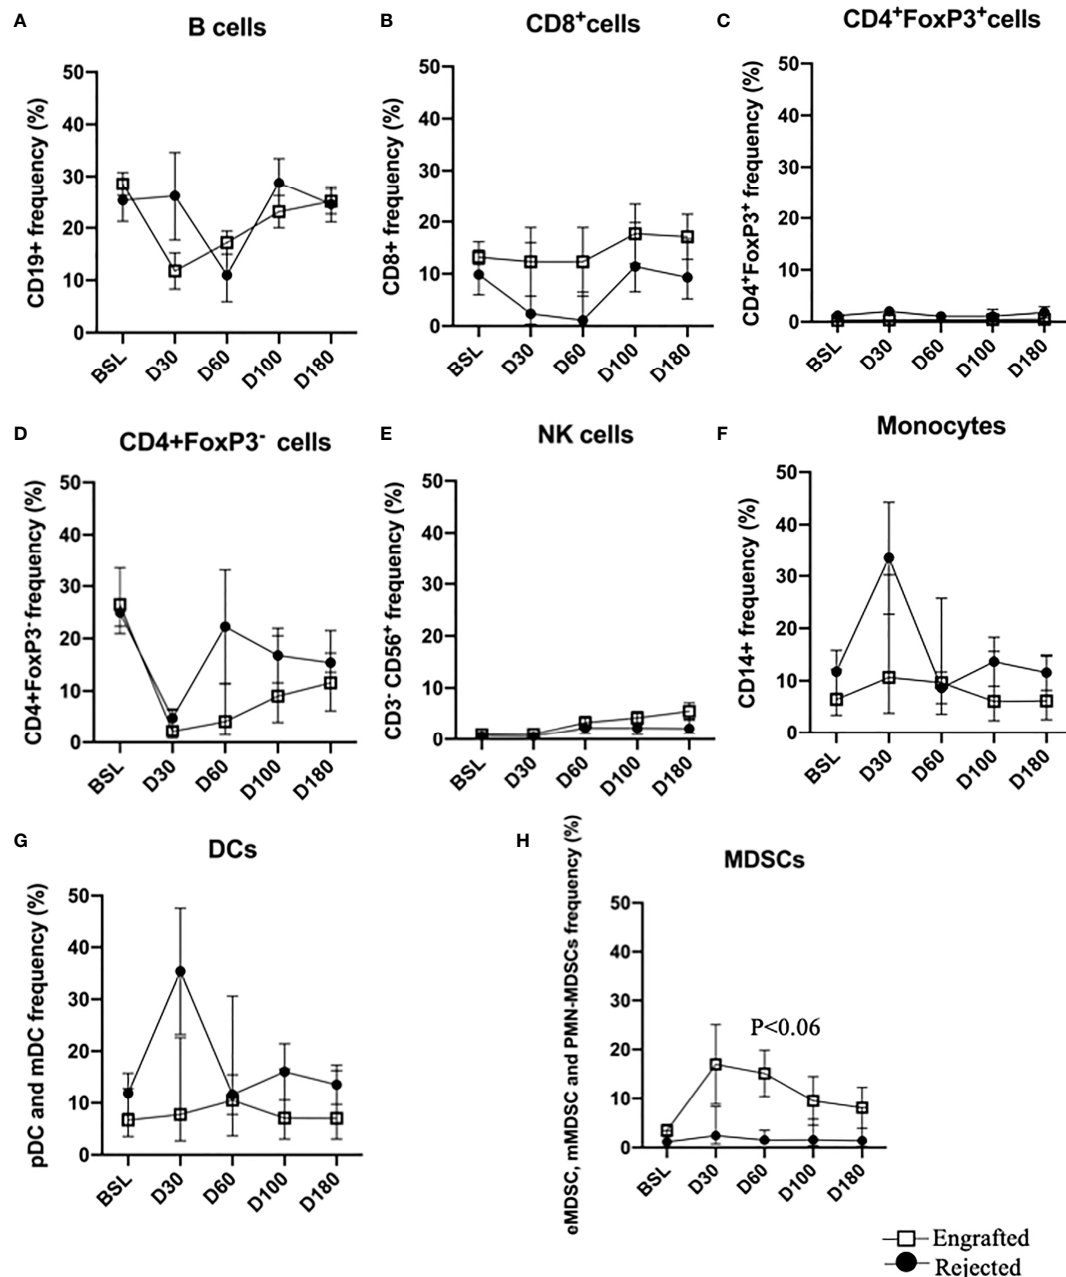 A
B cells
CD19+ frequency (%)
50
40
30
20
10
0
BSL
D30
D60
D100
D180
B
CD8⁺cells
CD8+ frequency (%)
50
40
30
20
10
0
BSL
D30
D60
D100
D180
C
CD4⁺FoxP3⁺cells
CD4⁺FoxP3⁺ frequency (%)
50
40
30
20
10
0
BSL
D30
D60
D100
D180
D
CD4+FoxP3⁻ cells
CD4+FoxP3⁻ frequency (%)
50
40
30
20
10
0
BSL
D30
D60
D100
D180
E
NK cells
CD3⁻ CD56⁺ frequency (%)
50
40
30
20
10
0
BSL
D30
D60
D100
D180
F
Monocytes
CD14+ frequency (%)
50
40
30
20
10
0
BSL
D30
D60
D100
D180
G
DCs
pDC and mDC frequency (%)
50
40
30
20
10
0
BSL
D30
D60
D100
D180
H
MDSCs
eMDSC, mMDSC and PMN-MDSCs frequency (%)
50
40
30
20
10
0
P<0.06
BSL
D30
D60
D100
D180
Engrafted
Rejected